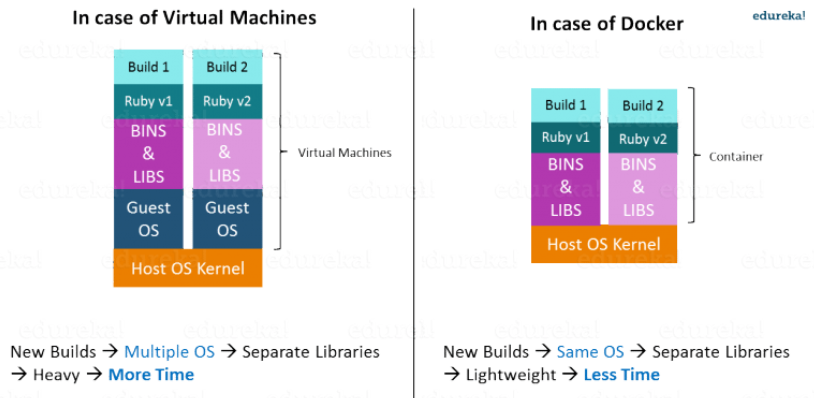 In case of Virtual Machines
Build 1
Build 2
Ruby v1
Ruby v2
BINS
&
LIBS
BINS
&
LIBS
Guest
OS
Guest
OS
Host OS Kernel
Virtual Machines
New Builds → Multiple OS → Separate Libraries
→ Heavy → More Time
In case of Docker
edureka!
Build 1
Build 2
Ruby v1
Ruby v2
BINS
&
LIBS
BINS
&
LIBS
Host OS Kernel
Container
New Builds → Same OS → Separate Libraries
→ Lightweight → Less Time